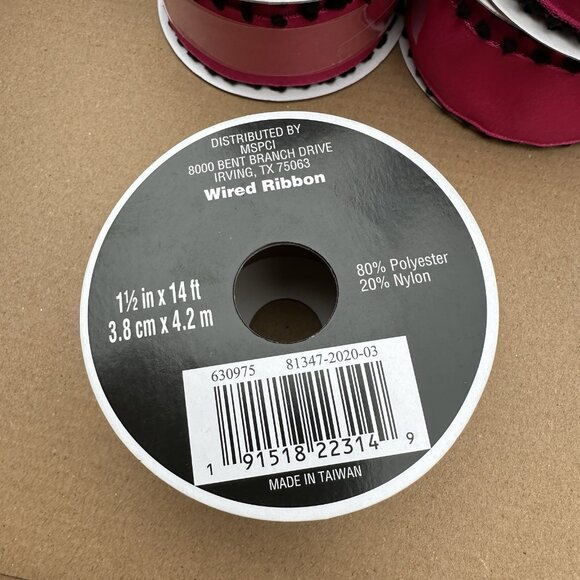 DISTRIBUTED BY
MSPCI
8000 BENT BRANCH DRIVE
IRVING, TX 75063
Wired Ribbon
1½ in x 14 ft
3.8 cm x 4.2 m
80% Polyester
20% Nylon
630975 81347-2020-03
1 91518 22314 9
MADE IN TAIWAN